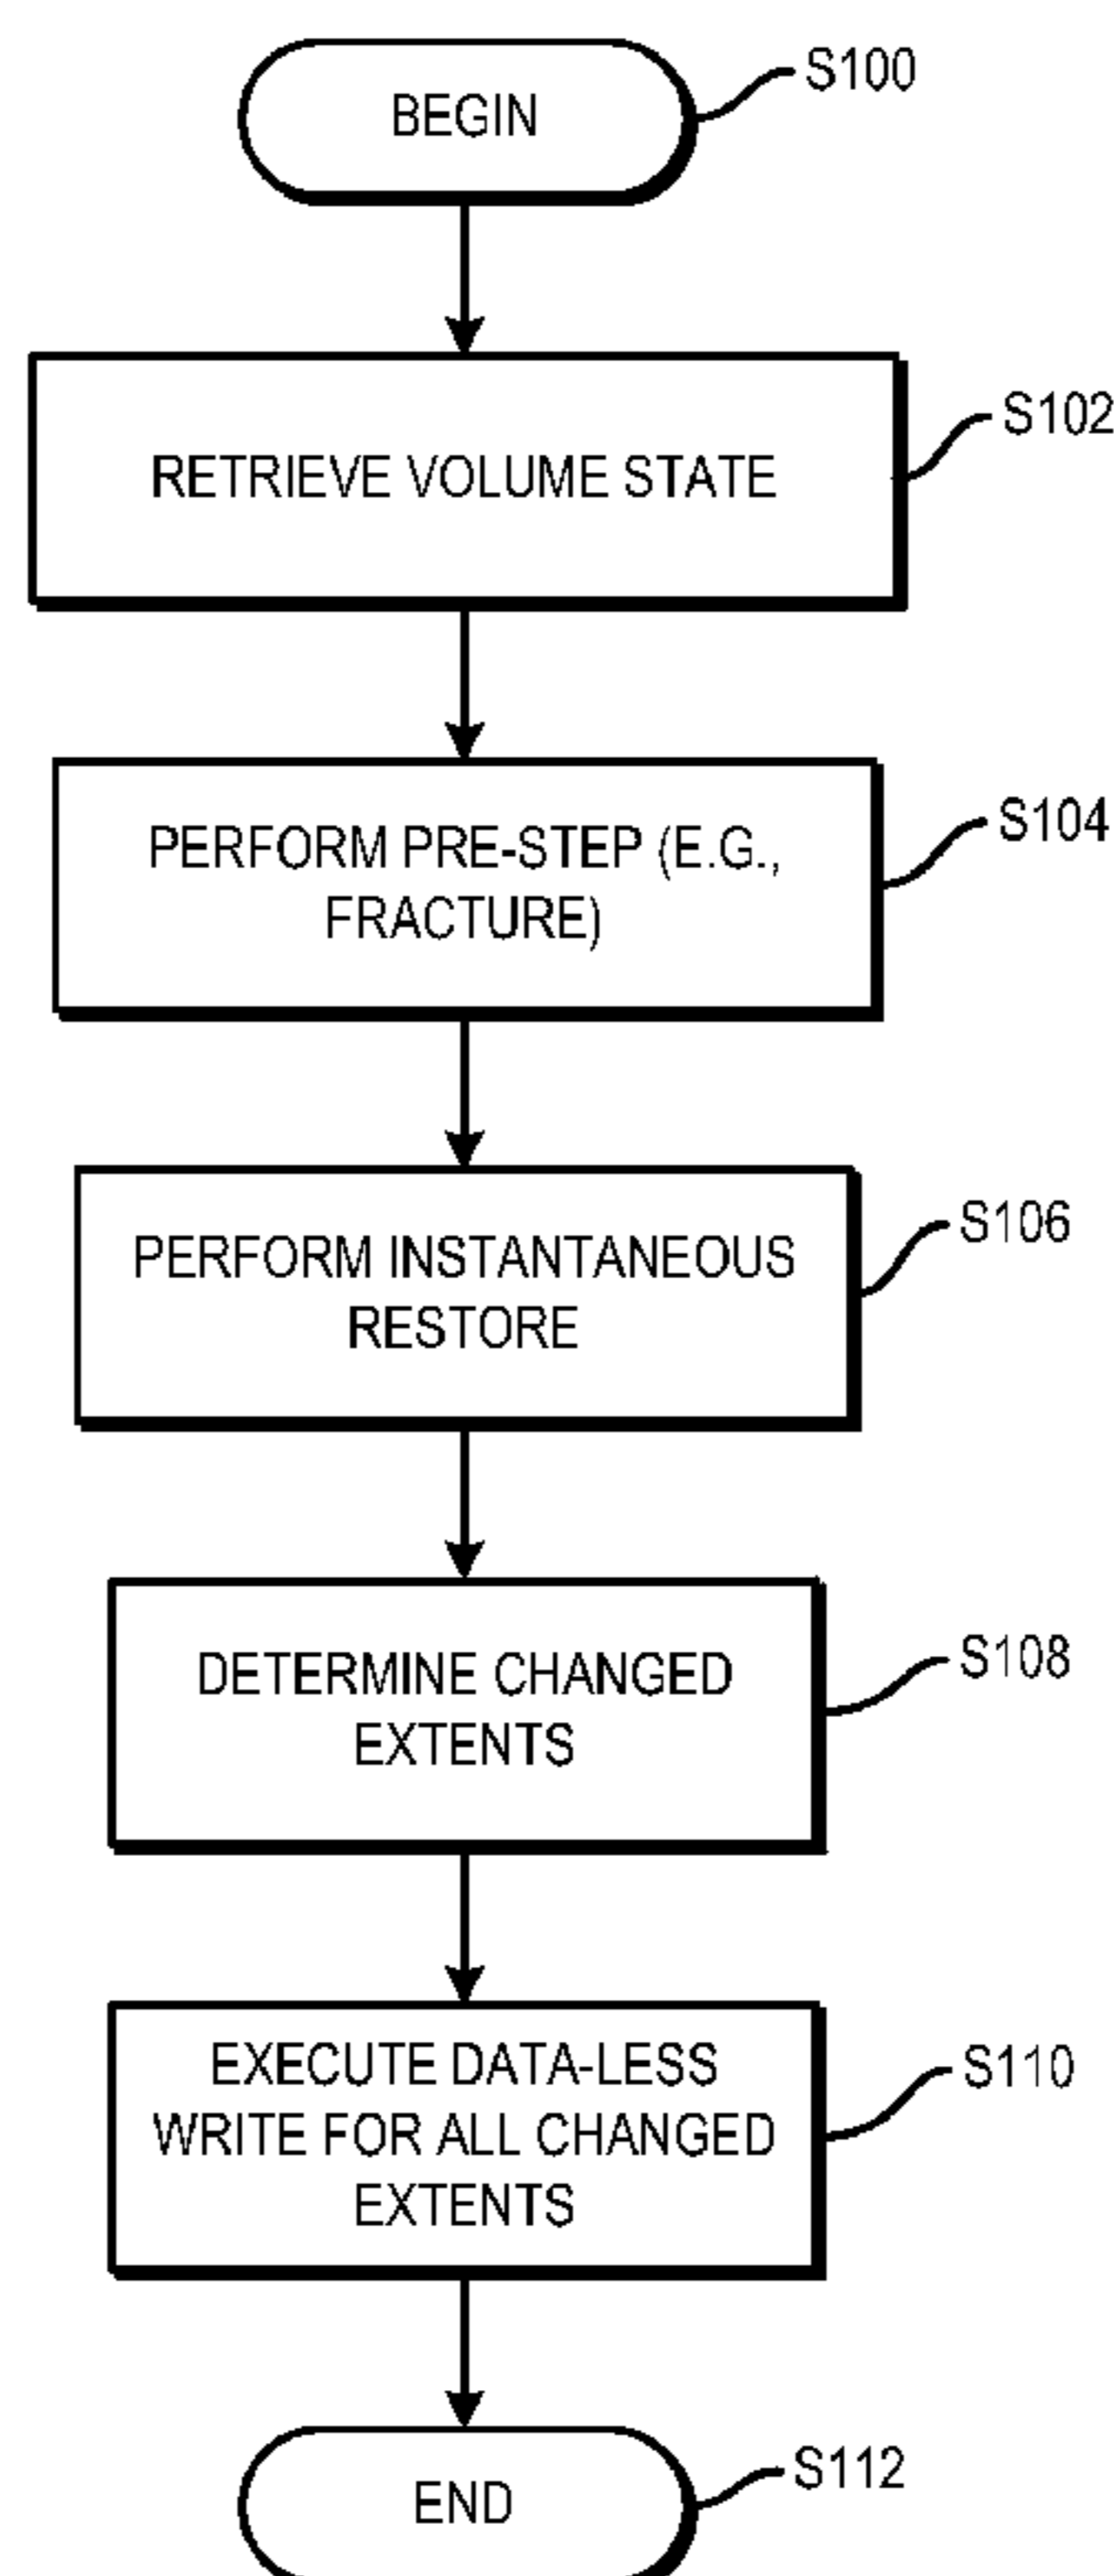 BEGIN
S100
RETRIEVE VOLUME STATE
S102
PERFORM PRE-STEP (E.G.,
FRACTURE)
S104
PERFORM INSTANTANEOUS
RESTORE
S106
DETERMINE CHANGED
EXTENTS
S108
EXECUTE DATA-LESS
WRITE FOR ALL CHANGED
EXTENTS
S110
END
S112